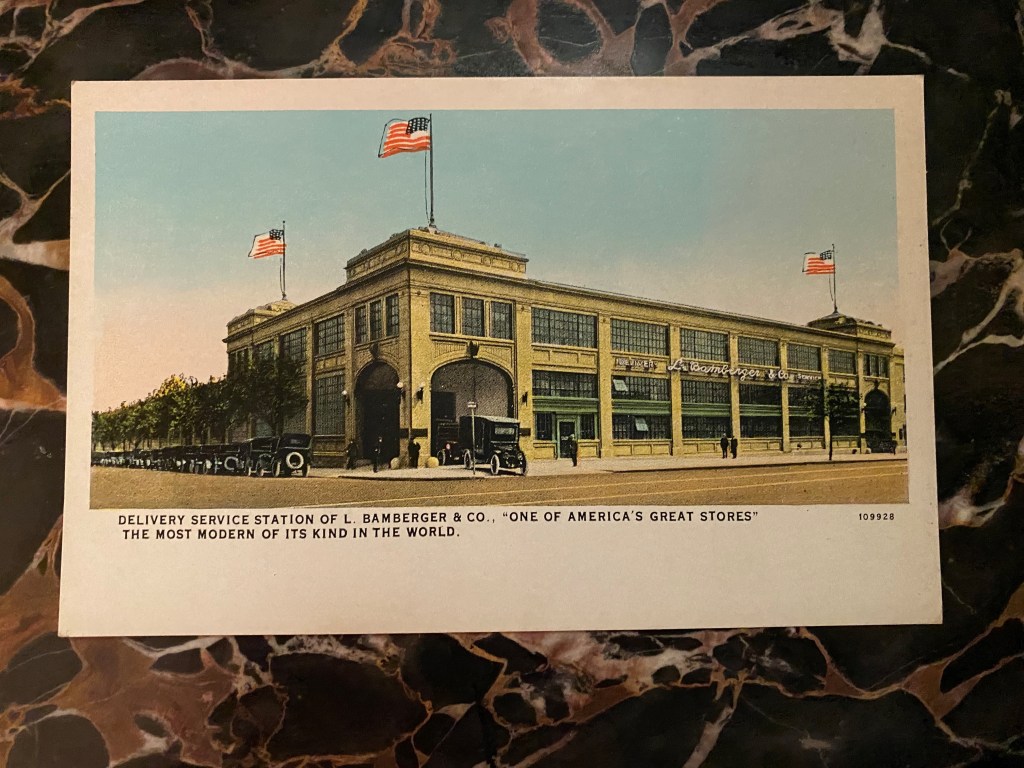 L. Bamberger & Co.
DELIVERY SERVICE STATION OF L. BAMBERGER & CO., "ONE OF AMERICA'S GREAT STORES"
THE MOST MODERN OF ITS KIND IN THE WORLD.
109928